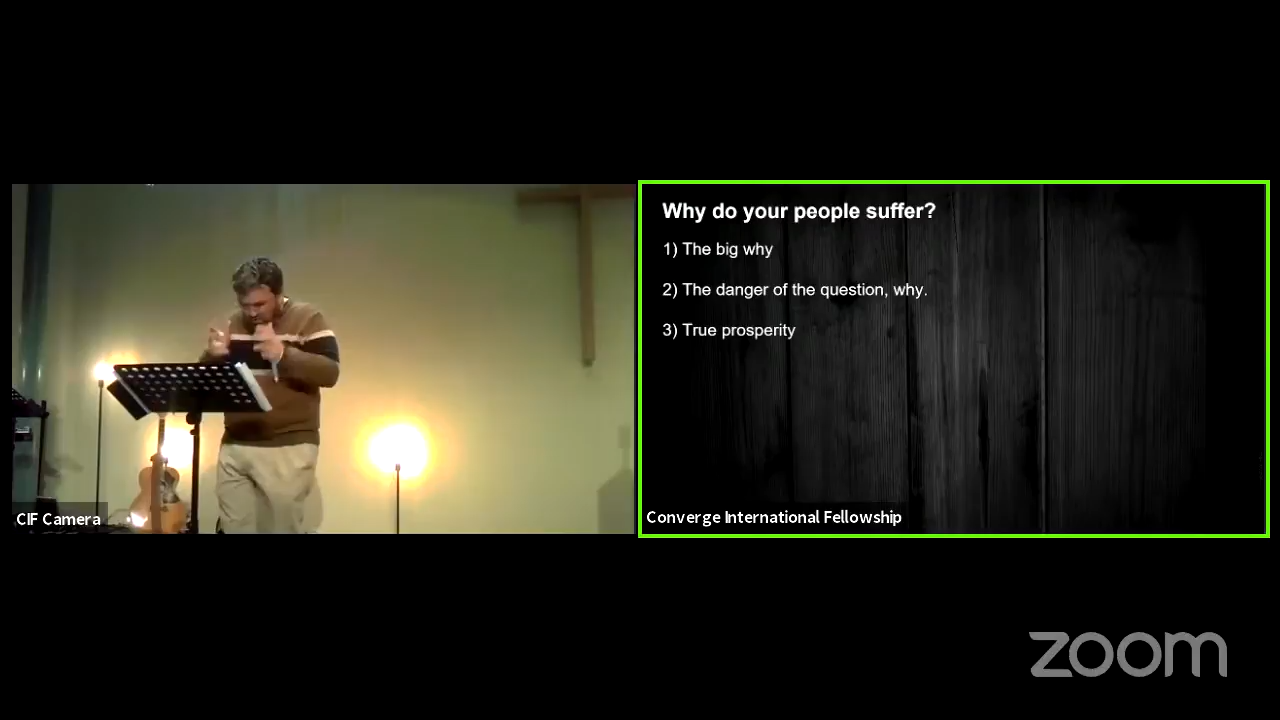 Why do your people suffer?
1) The big why
2) The danger of the question, why.
3) True prosperity
CIF Camera
Converge International Fellowship
zoom